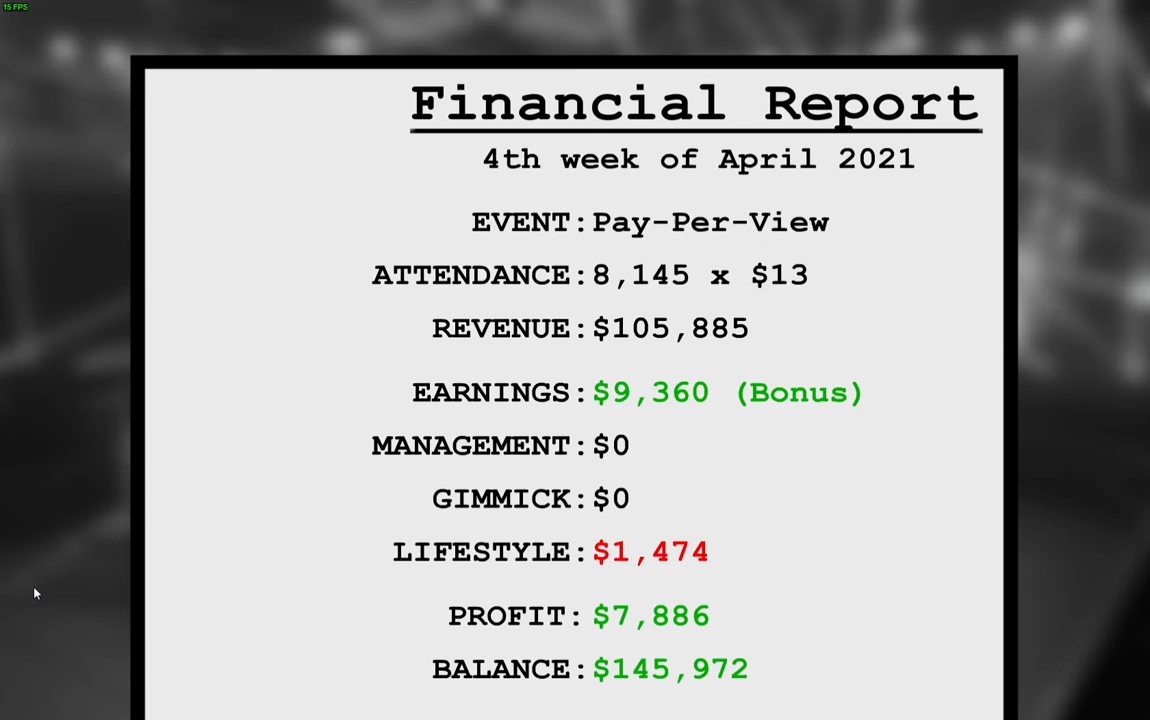 15 FPS
Financial Report
4th week of April 2021
EVENT: Pay-Per-View
ATTENDANCE: 8,145 x $13
REVENUE: $105,885
EARNINGS: $9,360 (Bonus)
MANAGEMENT: $0
GIMMICK: $0
LIFESTYLE: $1,474
PROFIT: $7,886
BALANCE: $145,972